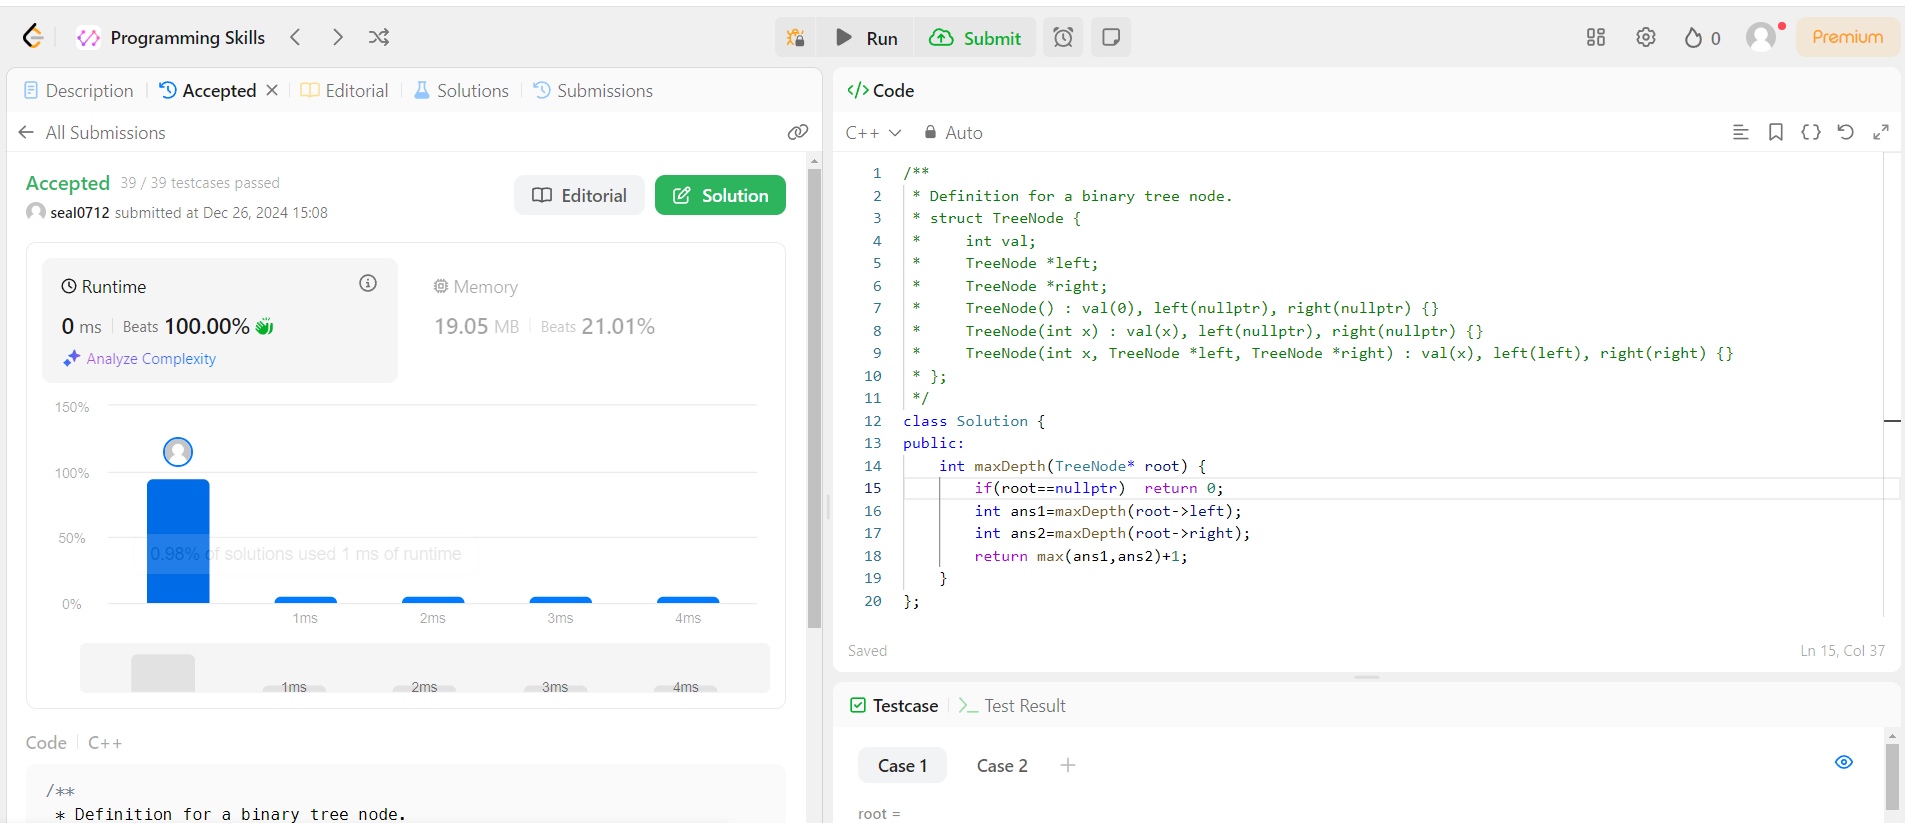 Programming Skills
Run
Submit
0
Premium
Description
Accepted
Editorial
Solutions
Submissions
All Submissions
Accepted 39 / 39 testcases passed
seal0712 submitted at Dec 26, 2024 15:08
Editorial
Solution
Runtime
0 ms Beats 100.00%
Analyze Complexity
Memory
19.05 MB Beats 21.01%
150%
100%
50%
0%
0.98% of solutions used 1 ms of runtime
1ms 2ms 3ms 4ms
1ms 2ms 3ms 4ms
Code C++
/**
 * Definition for a binary tree node.
</> Code
C++ Auto
1 /**
2  * Definition for a binary tree node.
3  * struct TreeNode {
4  *     int val;
5  *     TreeNode *left;
6  *     TreeNode *right;
7  *     TreeNode() : val(0), left(nullptr), right(nullptr) {}
8  *     TreeNode(int x) : val(x), left(nullptr), right(nullptr) {}
9  *     TreeNode(int x, TreeNode *left, TreeNode *right) : val(x), left(left), right(right) {}
10  * };
11  */
12 class Solution {
13 public:
14     int maxDepth(TreeNode* root) {
15         if(root==nullptr)  return 0;
16         int ans1=maxDepth(root->left);
17         int ans2=maxDepth(root->right);
18         return max(ans1,ans2)+1;
19     }
20 };
Saved
Ln 15, Col 37
Testcase
Test Result
Case 1
Case 2
root =